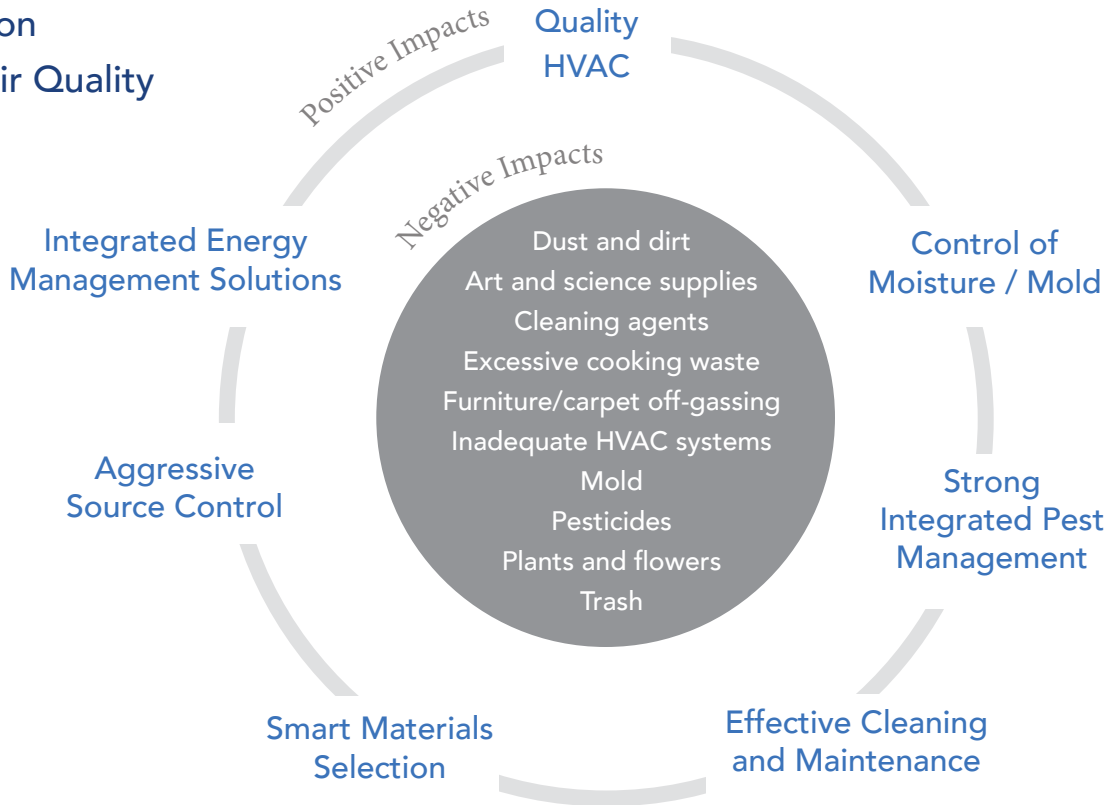 on
ir Quality
Positive Impacts
Quality
HVAC
Negative Impacts
Integrated Energy
Management Solutions
Control of
Moisture / Mold
Dust and dirt
Art and science supplies
Cleaning agents
Excessive cooking waste
Furniture/carpet off-gassing
Inadequate HVAC systems
Mold
Pesticides
Plants and flowers
Trash
Aggressive
Source Control
Strong
Integrated Pest
Management
Smart Materials
Selection
Effective Cleaning
and Maintenance